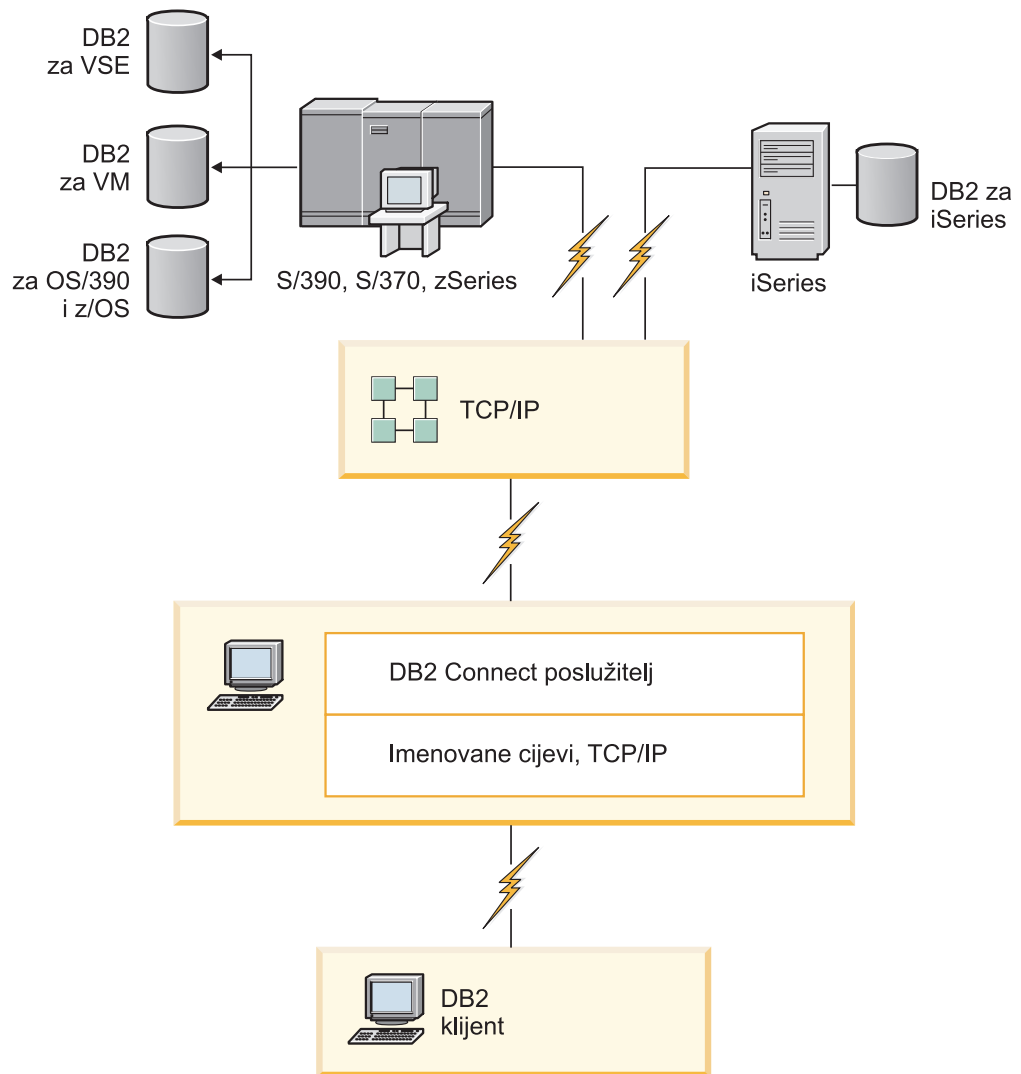 DB2
za VSE
DB2
za VM
DB2
za OS/390
i z/OS
S/390, S/370, zSeries
iSeries
DB2 za
iSeries
TCP/IP
DB2 Connect poslužitelj
Imenovane cijevi, TCP/IP
DB2
klijent